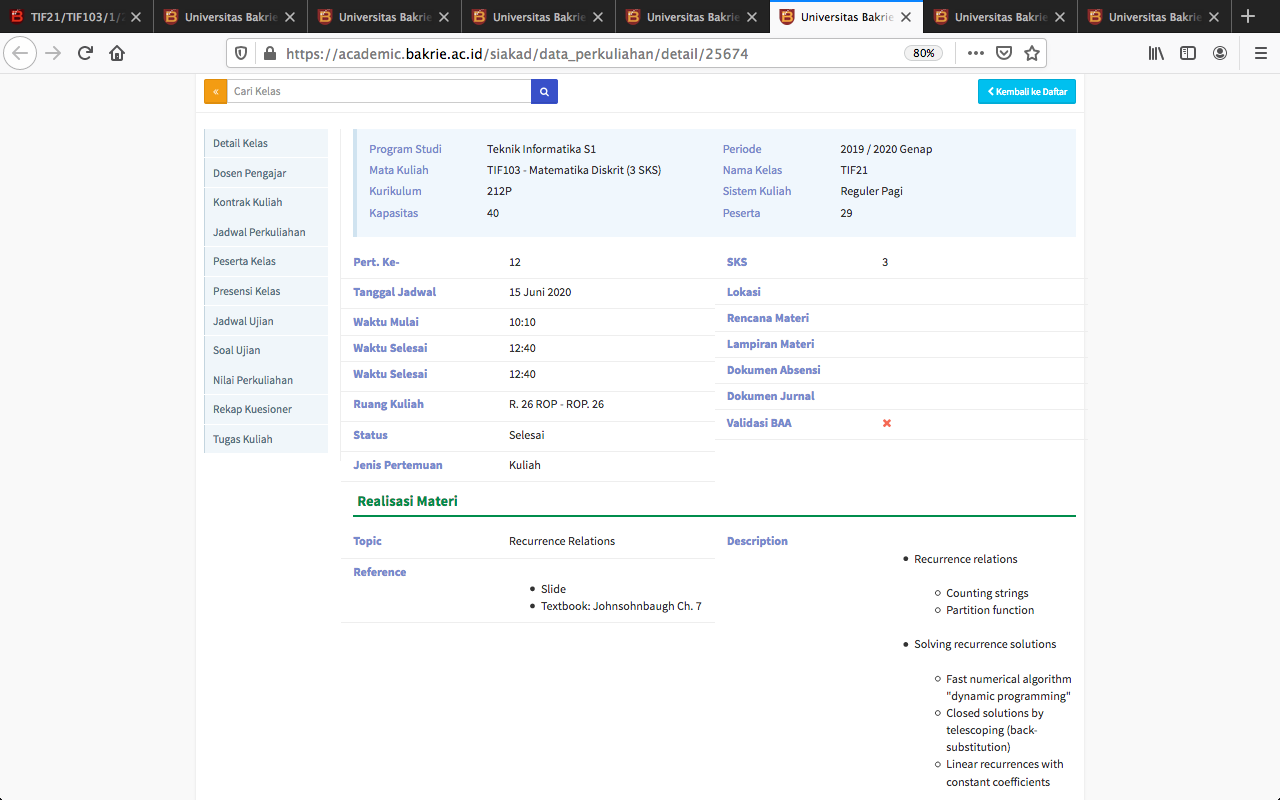 TIF21/TIF103/1/2
Universitas Bakrie
Universitas Bakrie
Universitas Bakrie
Universitas Bakrie
Universitas Bakrie
Universitas Bakrie
Universitas Bakrie
https://academic.bakrie.ac.id/siakad/data_perkuliahan/detail/25674
80%
«
Cari Kelas
Kembali ke Daftar
Detail Kelas
Dosen Pengajar
Kontrak Kuliah
Jadwal Perkuliahan
Peserta Kelas
Presensi Kelas
Jadwal Ujian
Soal Ujian
Nilai Perkuliahan
Rekap Kuesioner
Tugas Kuliah
Program Studi Teknik Informatika S1 Periode 2019 / 2020 Genap
Mata Kuliah TIF103 - Matematika Diskrit (3 SKS) Nama Kelas TIF21
Kurikulum 212P Sistem Kuliah Reguler Pagi
Kapasitas 40 Peserta 29
Pert. Ke- 12
Tanggal Jadwal 15 Juni 2020
Waktu Mulai 10:10
Waktu Selesai 12:40
Waktu Selesai 12:40
Ruang Kuliah R. 26 ROP - ROP. 26
Status Selesai
Jenis Pertemuan Kuliah
SKS 3
Lokasi
Rencana Materi
Lampiran Materi
Dokumen Absensi
Dokumen Jurnal
Validasi BAA
Realisasi Materi
Topic Recurrence Relations
Reference
• Slide
• Textbook: Johnsohnbaugh Ch. 7
Description
• Recurrence relations
○ Counting strings
○ Partition function
• Solving recurrence solutions
○ Fast numerical algorithm
"dynamic programming"
○ Closed solutions by
telescoping (back-
substitution)
○ Linear recurrences with
constant coefficients